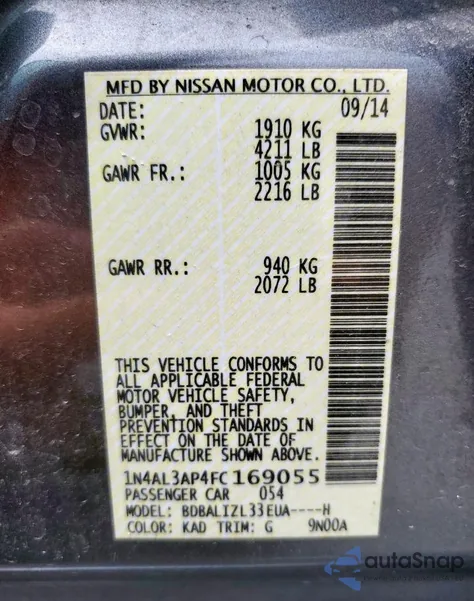 MFD BY NISSAN MOTOR CO., LTD.
DATE: 09/14
GVWR: 1910 KG
4211 LB
GAWR FR.: 1005 KG
2216 LB
GAWR RR.: 940 KG
2072 LB
THIS VEHICLE CONFORMS TO
ALL APPLICABLE FEDERAL
MOTOR VEHICLE SAFETY,
BUMPER, AND THEFT
PREVENTION STANDARDS IN
EFFECT ON THE DATE OF
MANUFACTURE SHOWN ABOVE.
1N4AL3AP4FC169055
PASSENGER CAR 054
MODEL: BDBALIZL33EUA----H
COLOR: KAD TRIM: G 9N00A
autoSnap